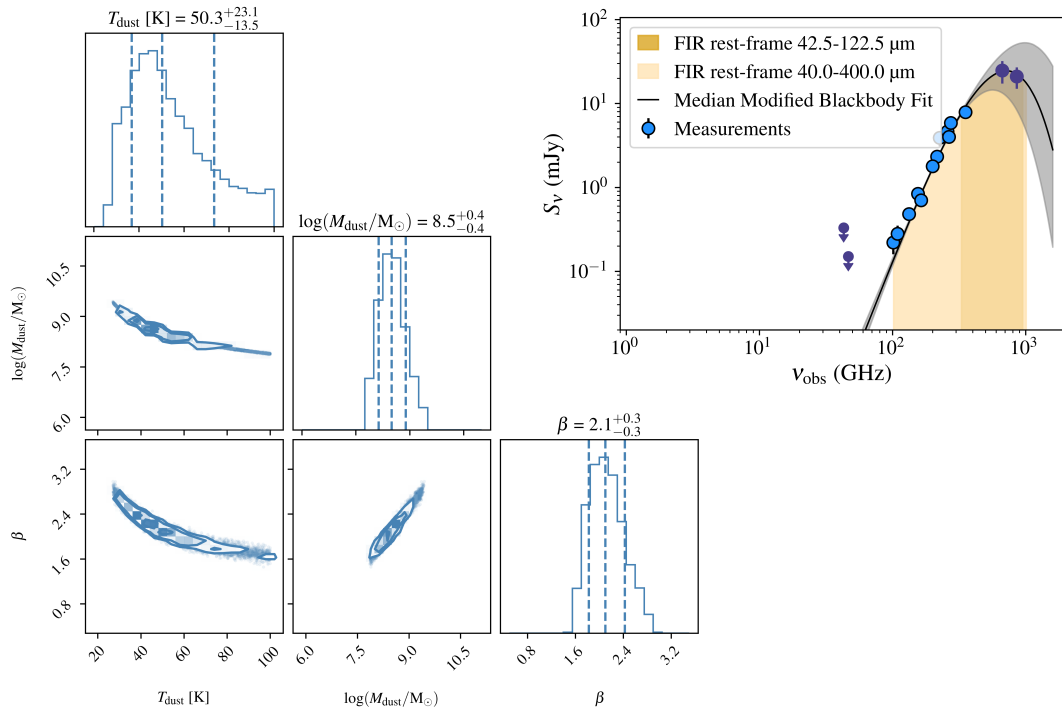 T_dust [K] = 50.3^{+23.1}_{-13.5}
log(M_dust/M_⊙) = 8.5^{+0.4}_{-0.4}
β = 2.1^{+0.3}_{-0.3}
log(M_dust/M_⊙)
10.5
9.0
7.5
6.0
β
3.2
2.4
1.6
0.8
20 40 60 80 100
T_dust [K]
6.0 7.5 9.0 10.5
log(M_dust/M_⊙)
0.8 1.6 2.4 3.2
β
S_ν (mJy)
10^2
10^1
10^0
10^{-1}
FIR rest-frame 42.5-122.5 μm
FIR rest-frame 40.0-400.0 μm
Median Modified Blackbody Fit
Measurements
10^0 10^1 10^2 10^3
ν_obs (GHz)